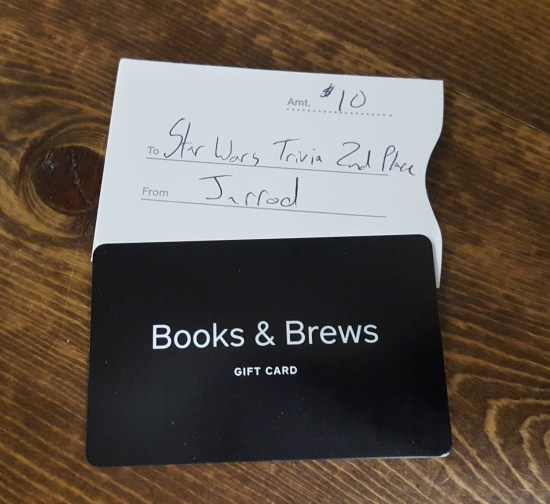 Amt. $10
To Star Wars Trivia 2nd Place
From Jarrod
Books & Brews
GIFT CARD